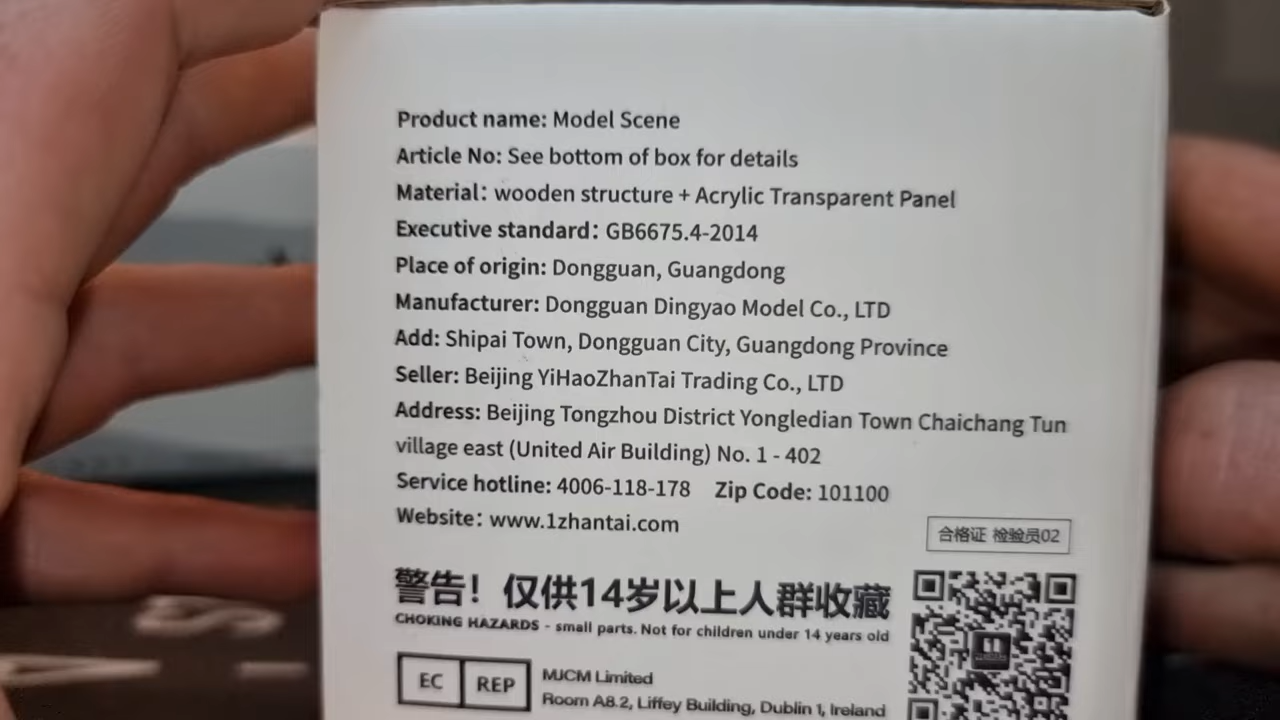 Product name: Model Scene
Article No: See bottom of box for details
Material: wooden structure + Acrylic Transparent Panel
Executive standard: GB6675.4-2014
Place of origin: Dongguan, Guangdong
Manufacturer: Dongguan Dingyao Model Co., LTD
Add: Shipai Town, Dongguan City, Guangdong Province
Seller: Beijing YiHaoZhanTai Trading Co., LTD
Address: Beijing Tongzhou District Yongledian Town Chaichang Tun
village east (United Air Building) No. 1 - 402
Service hotline: 4006-118-178 Zip Code: 101100
Website: www.1zhantai.com
合格证 检验员02
警告！仅供14岁以上人群收藏
CHOKING HAZARDS - small parts. Not for children under 14 years old
EC REP
MJCM Limited
Room A8.2, Liffey Building, Dublin 1, Ireland